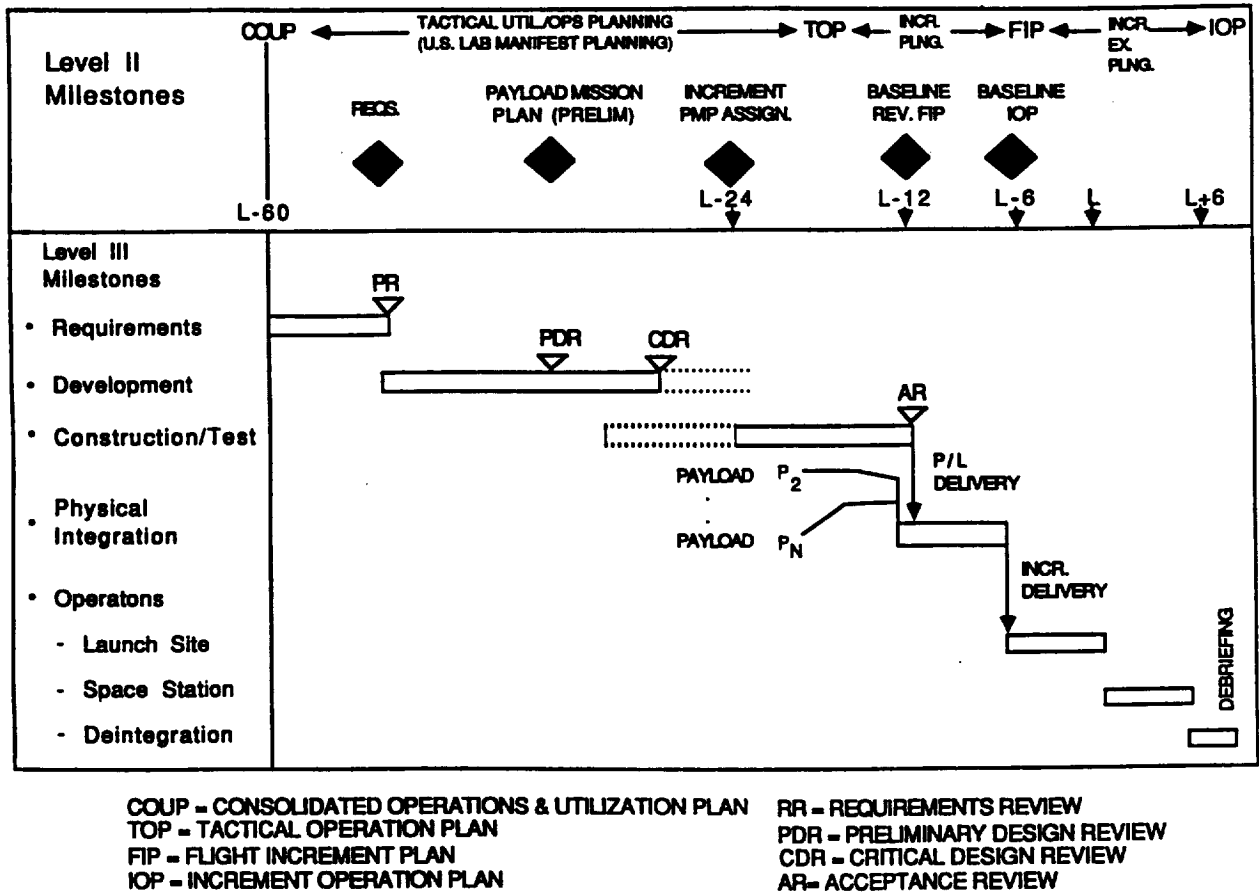 COUP
TACTICAL UTIL./OPS PLANNING
(U.S. LAB MANIFEST PLANNING)
TOP
INCR.
PLNG.
FIP
INCR.
EX.
PLNG.
IOP
Level II
Milestones
REQS.
PAYLOAD MISSION
PLAN (PRELIM)
INCREMENT
PMP ASSIGN.
BASELINE
REV. FIP
BASELINE
IOP
L-60
L-24
L-12
L-6
L
L+6
Level III
Milestones
PR
• Requirements
PDR
CDR
• Development
AR
• Construction/Test
P/L
DELIVERY
PAYLOAD P2
.
.
PAYLOAD PN
• Physical
Integration
INCR.
DELIVERY
• Operatons
- Launch Site
- Space Station
- Deintegration
DEBRIEFING
COUP = CONSOLIDATED OPERATIONS & UTILIZATION PLAN
TOP = TACTICAL OPERATION PLAN
FIP = FLIGHT INCREMENT PLAN
IOP = INCREMENT OPERATION PLAN
RR = REQUIREMENTS REVIEW
PDR = PRELIMINARY DESIGN REVIEW
CDR = CRITICAL DESIGN REVIEW
AR= ACCEPTANCE REVIEW